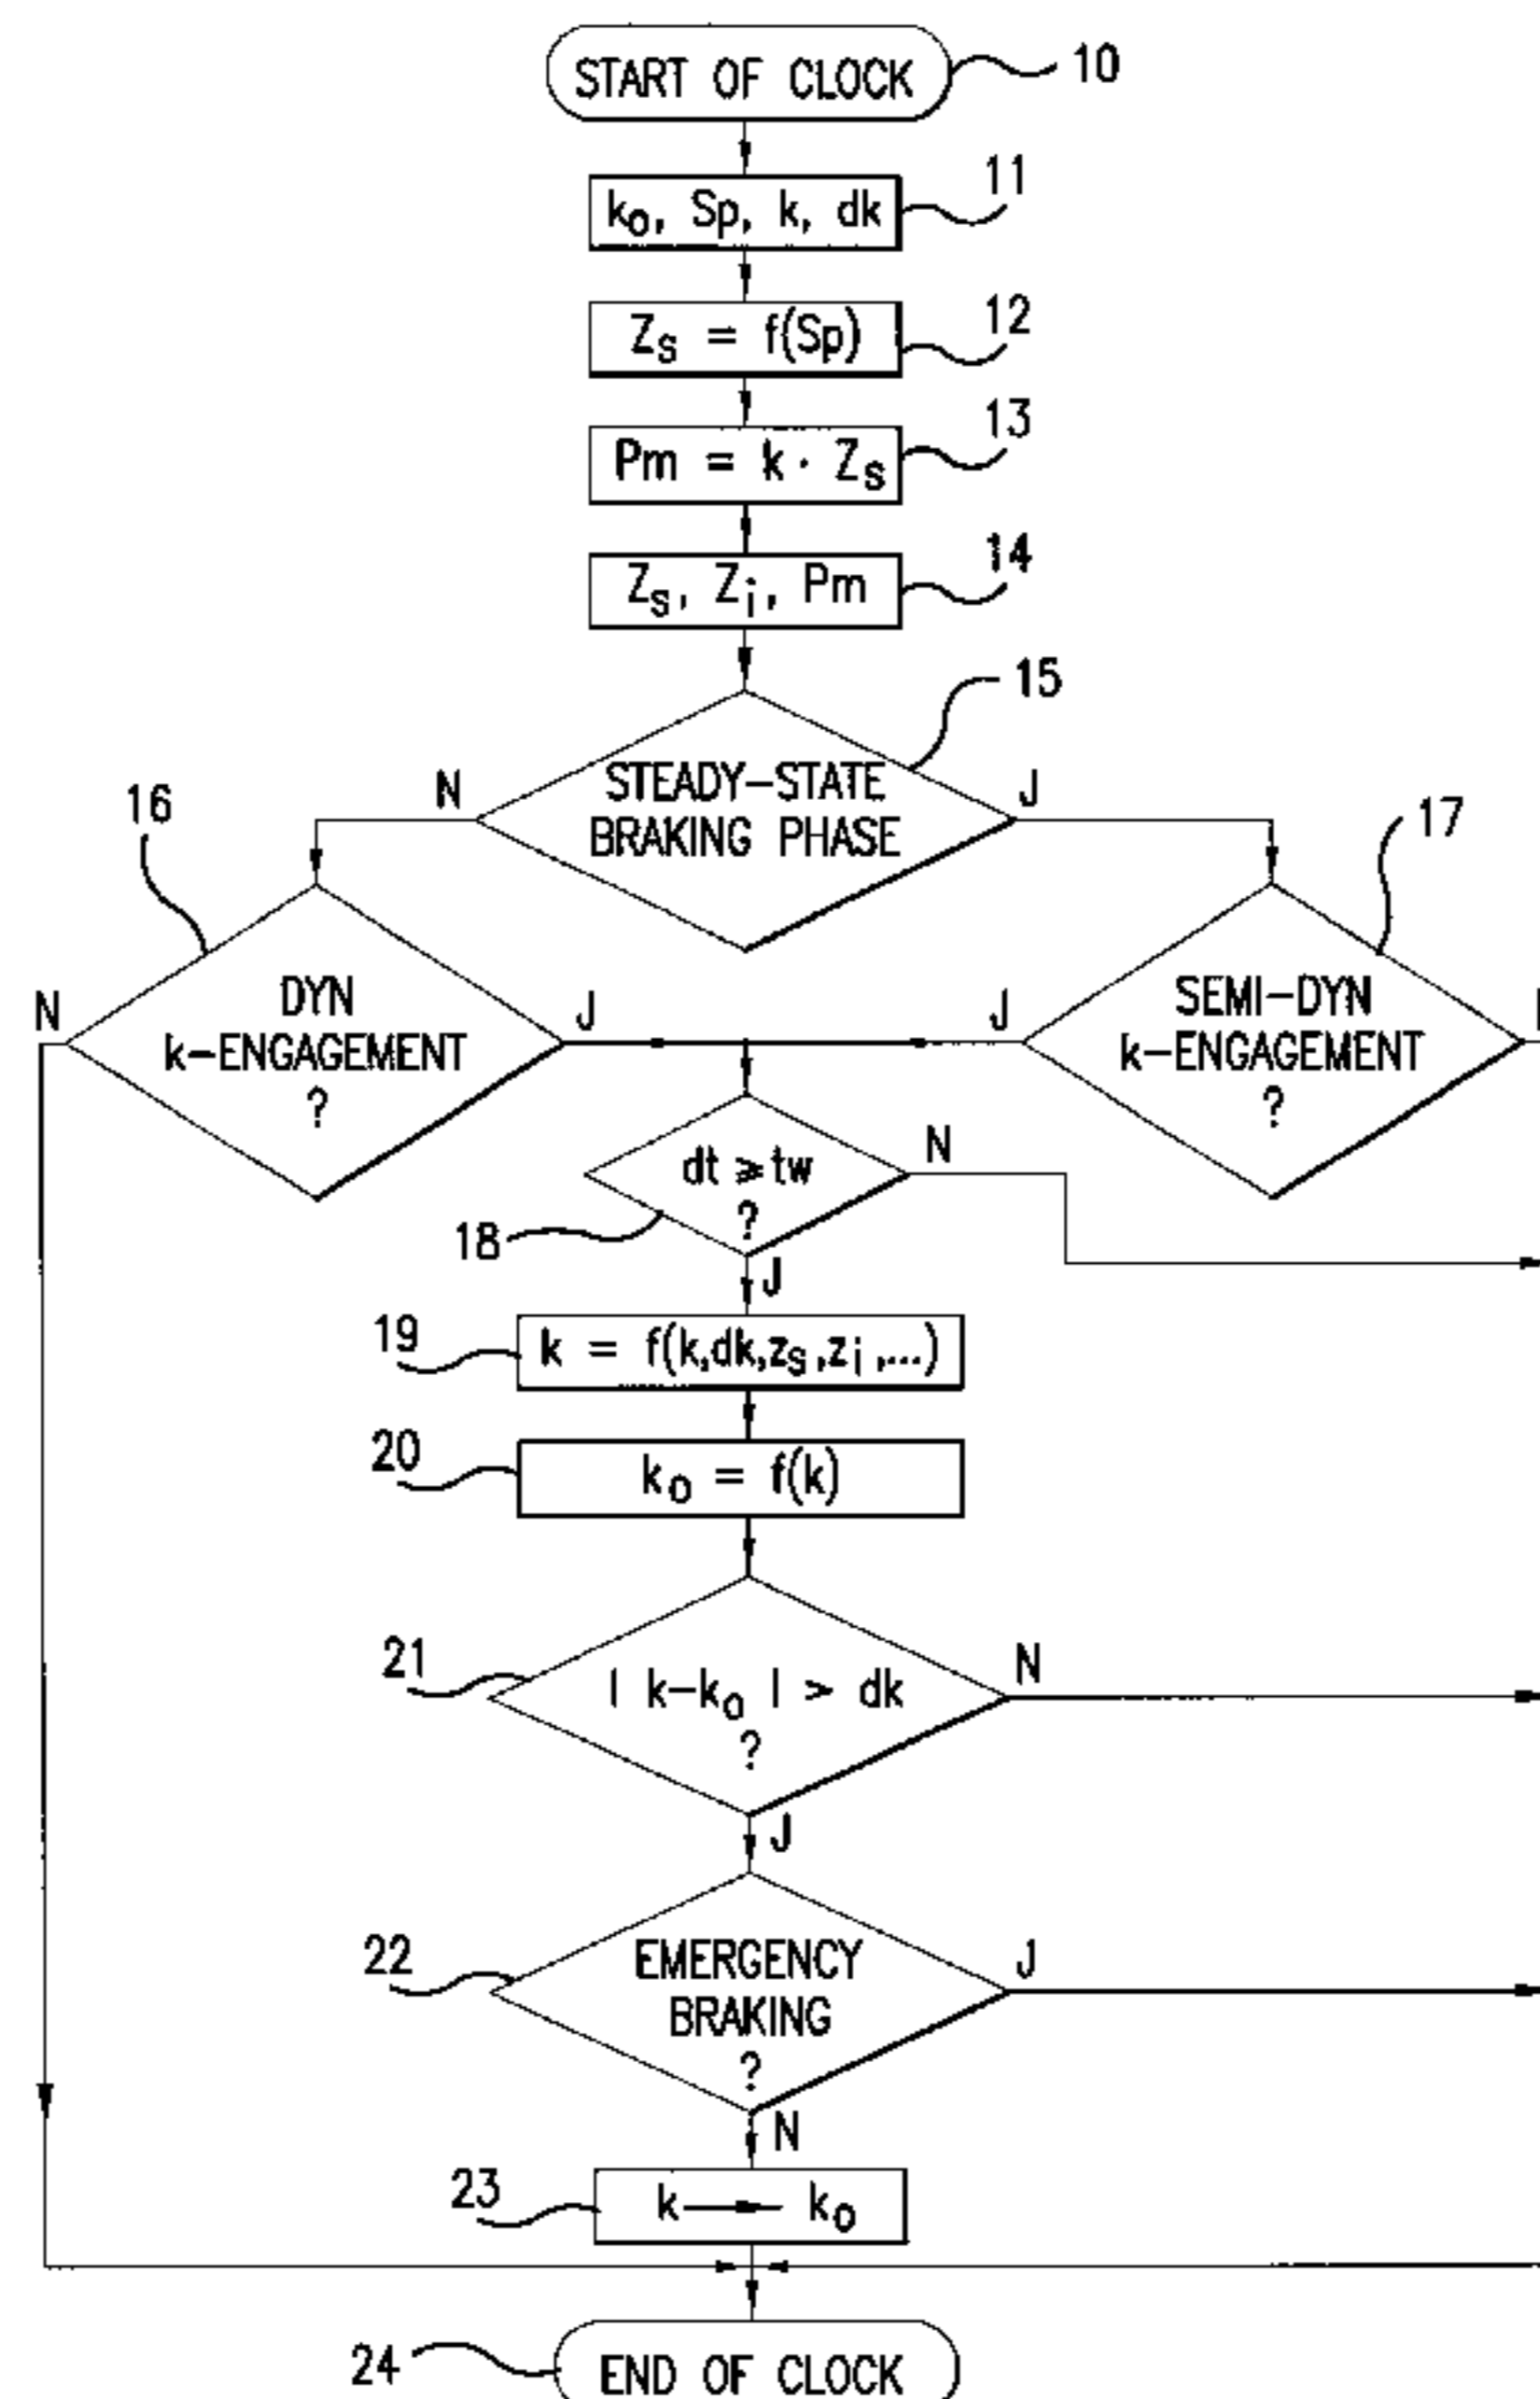 START OF CLOCK
10
k₀, Sp, k, dk
11
Zₛ = f(Sp)
12
Pm = k · Zₛ
13
Zₛ, Zᵢ, Pm
14
15
N
STEADY-STATE
BRAKING PHASE
J
16
17
N
DYN
k-ENGAGEMENT
?
J
J
SEMI-DYN
k-ENGAGEMENT
?
dt ⩾ tw
?
N
18
J
19
k = f(k,dk,zₛ,zᵢ,...)
20
k₀ = f(k)
21
| k-k₀ | > dk
?
N
J
22
EMERGENCY
BRAKING
?
J
N
23
k → k₀
24
END OF CLOCK